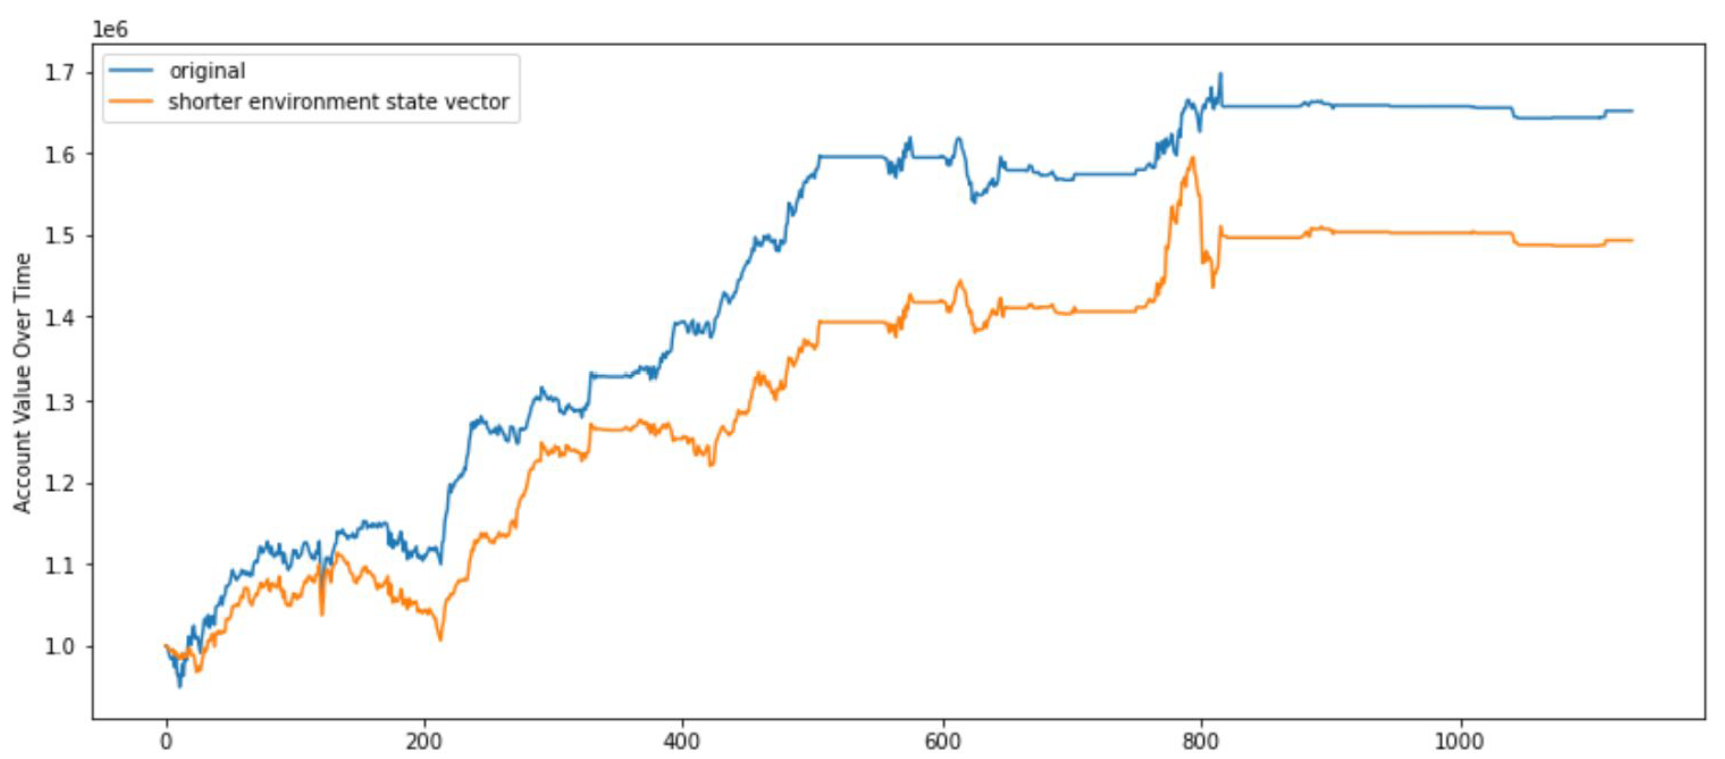 1e6
original
shorter environment state vector
1.7
1.6
1.5
1.4
1.3
1.2
1.1
1.0
Account Value Over Time
0 200 400 600 800 1000